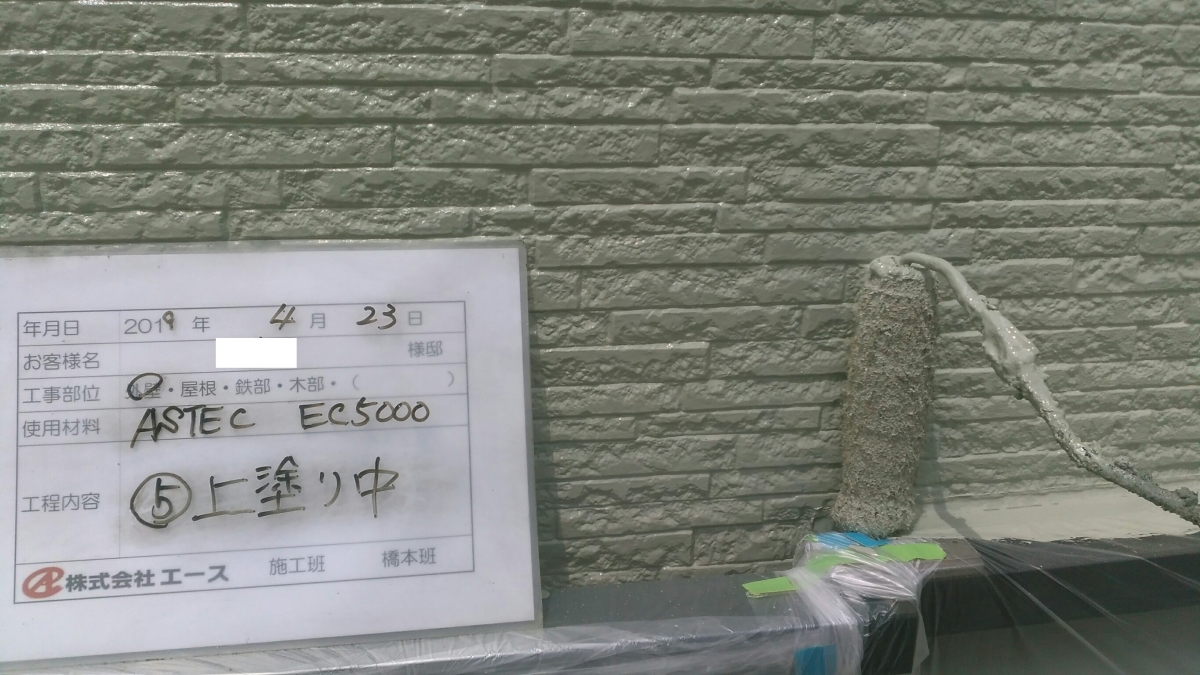 年月日 2019 年 4 月 23 日
お客様名 様邸
工事部位 外壁・屋根・鉄部・木部・（ ）
使用材料 ASTEC EC5000
工程内容 ⑤上塗り中
株式会社 エース 施工班 橋本班